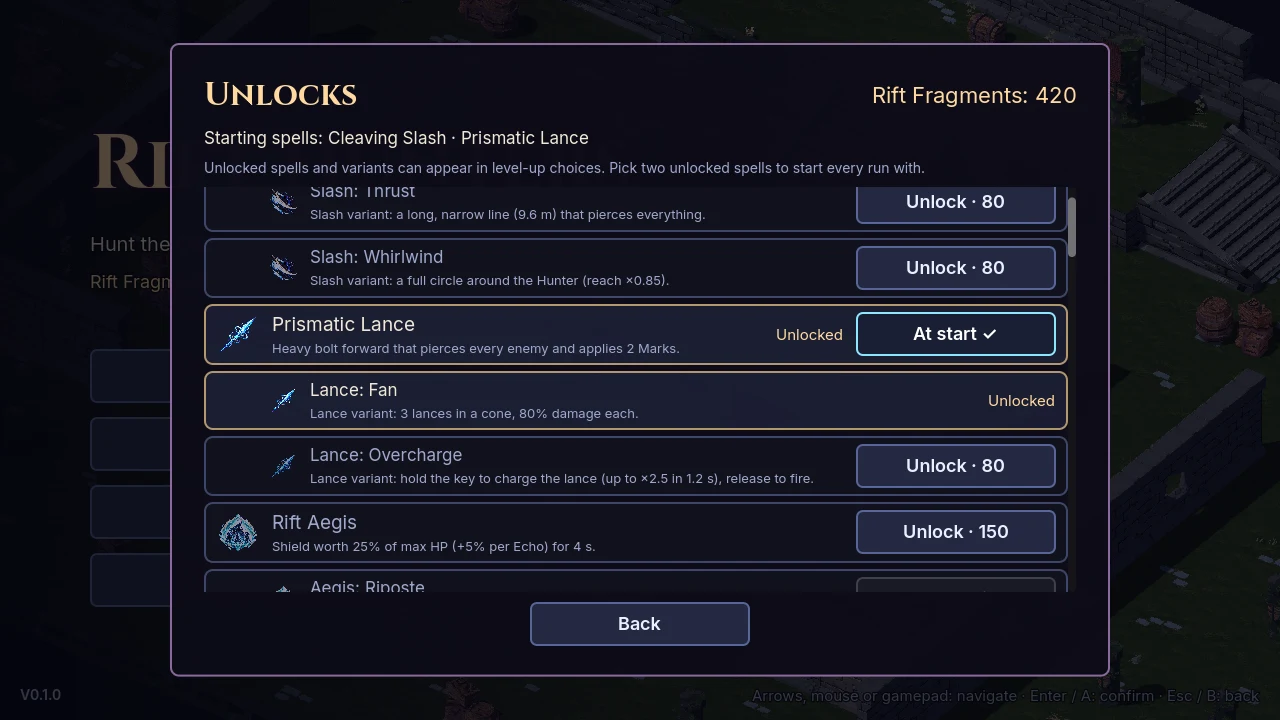 Unlocks
Rift Fragments: 420
Starting spells: Cleaving Slash · Prismatic Lance
Unlocked spells and variants can appear in level-up choices. Pick two unlocked spells to start every run with.
Slash: Thrust
Slash variant: a long, narrow line (9.6 m) that pierces everything.
Unlock · 80
Slash: Whirlwind
Slash variant: a full circle around the Hunter (reach ×0.85).
Unlock · 80
Prismatic Lance
Heavy bolt forward that pierces every enemy and applies 2 Marks.
Unlocked
At start ✓
Lance: Fan
Lance variant: 3 lances in a cone, 80% damage each.
Unlocked
Lance: Overcharge
Lance variant: hold the key to charge the lance (up to ×2.5 in 1.2 s), release to fire.
Unlock · 80
Rift Aegis
Shield worth 25% of max HP (+5% per Echo) for 4 s.
Unlock · 150
Aegis: Riposte
Back
Hunt the
Rift
V0.1.0
Arrows, mouse or gamepad: navigate · Enter / A: confirm · Esc / B: back